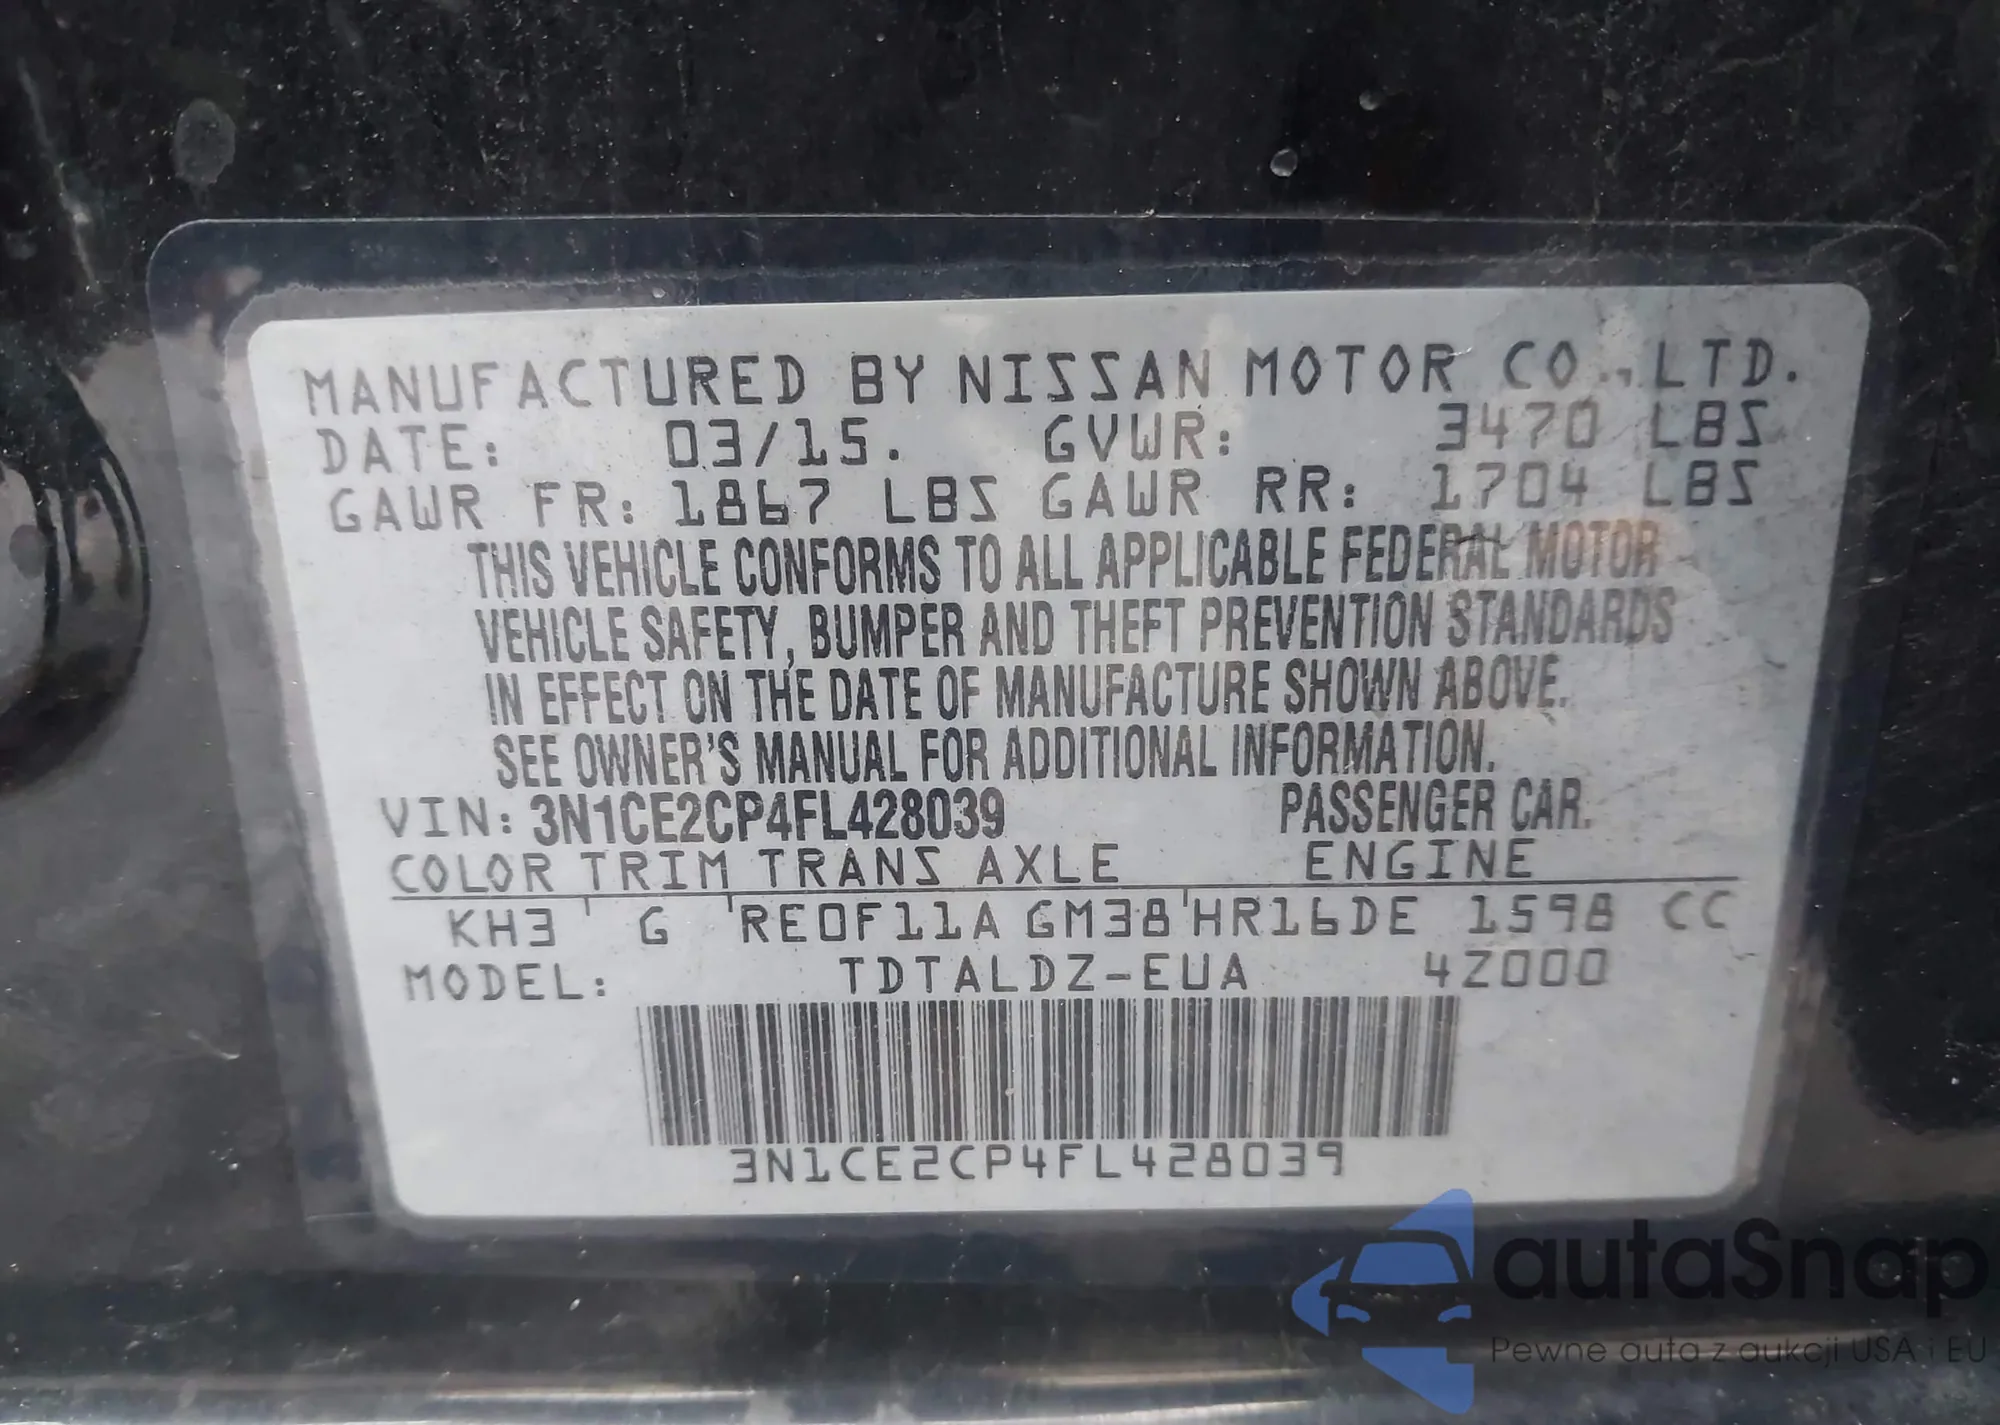 MANUFACTURED BY NISSAN MOTOR CO., LTD.
DATE: 03/15. GVWR: 3470 LBS
GAWR FR: 1867 LBS GAWR RR: 1704 LBS
THIS VEHICLE CONFORMS TO ALL APPLICABLE FEDERAL MOTOR
VEHICLE SAFETY, BUMPER AND THEFT PREVENTION STANDARDS
IN EFFECT ON THE DATE OF MANUFACTURE SHOWN ABOVE.
SEE OWNER'S MANUAL FOR ADDITIONAL INFORMATION.
VIN: 3N1CE2CP4FL428039 PASSENGER CAR.
COLOR TRIM TRANS AXLE ENGINE
KH3 G RE0F11A GM38 HR16DE 1598 CC
MODEL: TDTALDZ-EUA 4Z000
3N1CE2CP4FL428039
autaSnap
Pewne auta z aukcji USA i EU